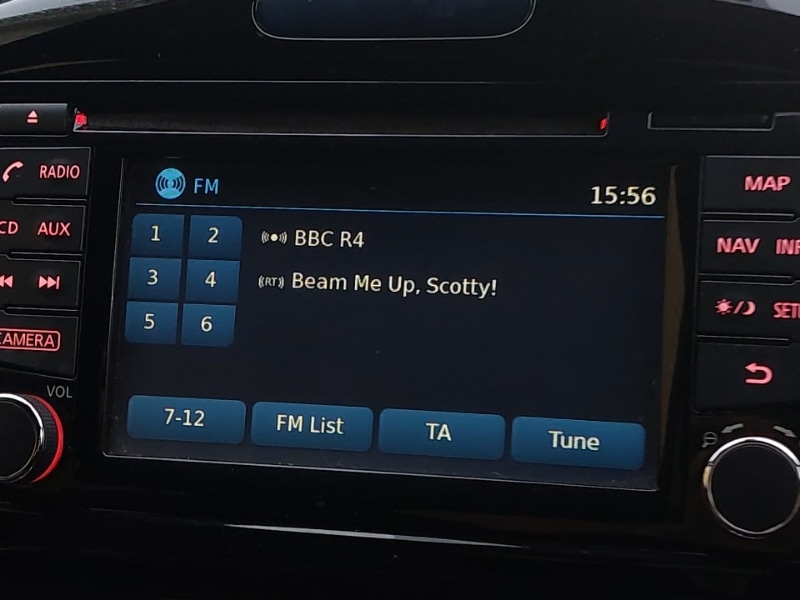 RADIO
CD AUX
CAMERA
VOL
FM
15:56
1 2
3 4
5 6
BBC R4
(RT) Beam Me Up, Scotty!
7-12
FM List
TA
Tune
MAP
NAV